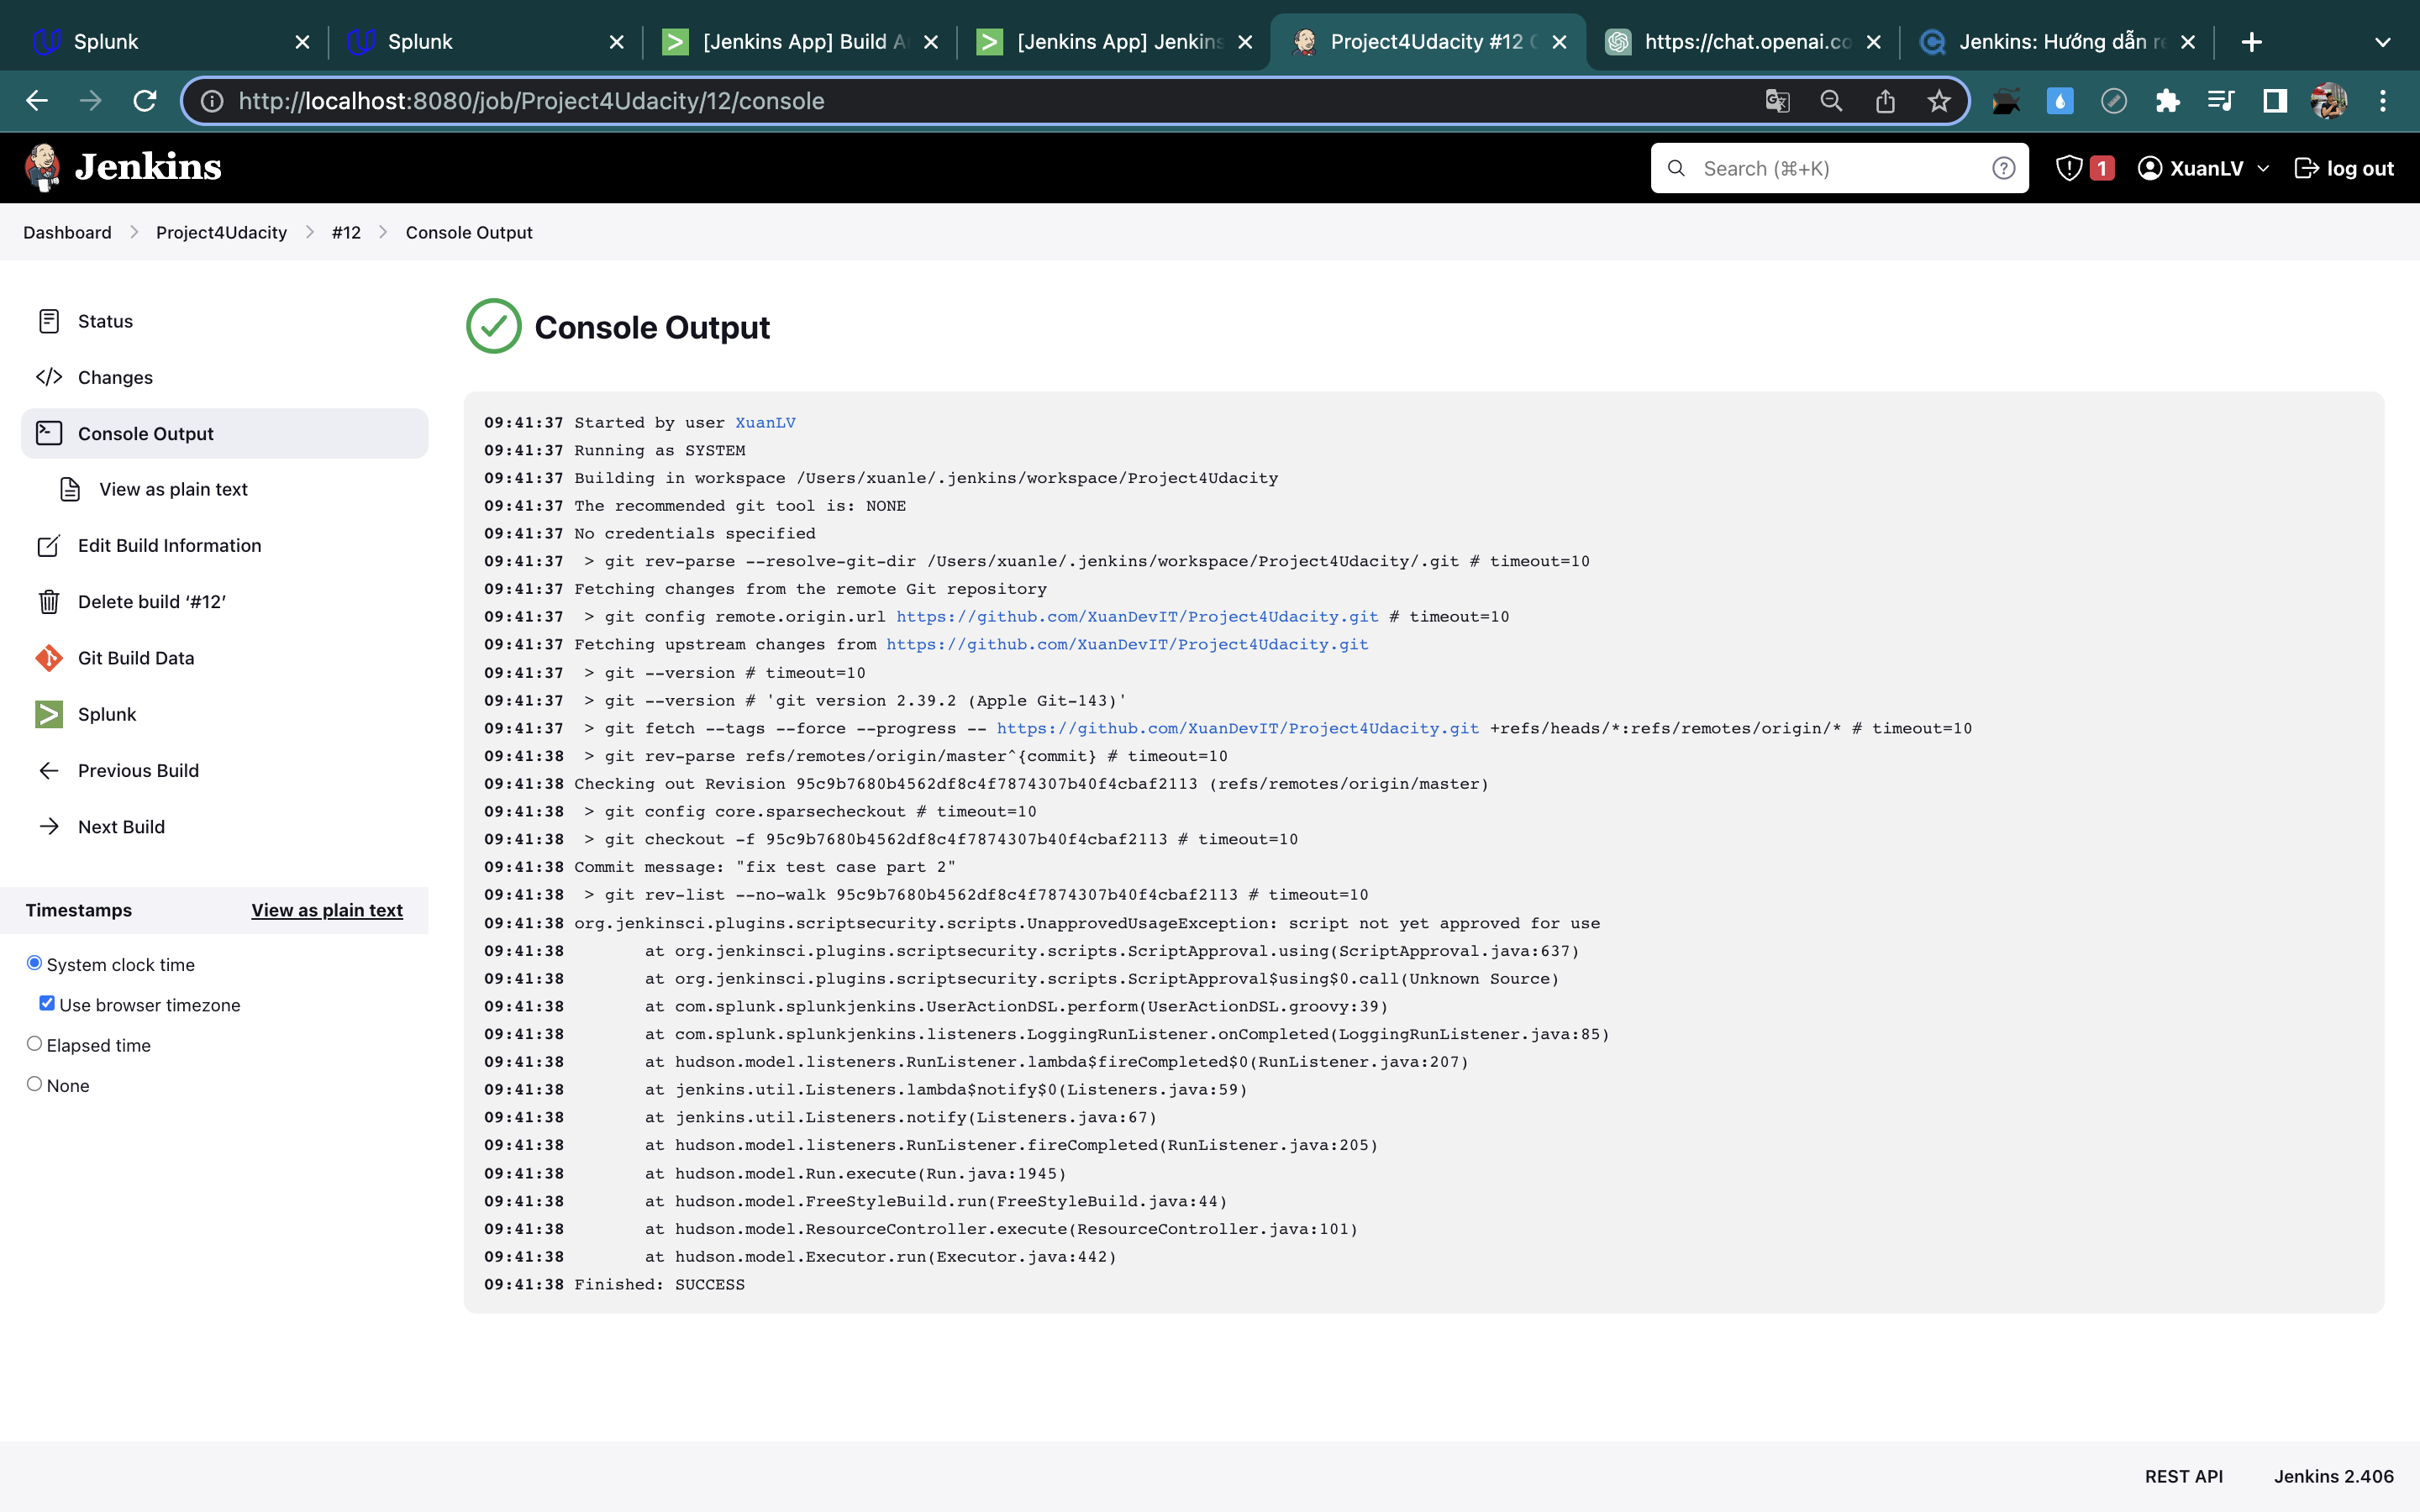 Splunk
Splunk
[Jenkins App] Build A
[Jenkins App] Jenkins
Project4Udacity #12 C
https://chat.openai.co
Jenkins: Hướng dẫn re
http://localhost:8080/job/Project4Udacity/12/console
Jenkins
Search (⌘+K)
1
XuanLV
log out
Dashboard
Project4Udacity
#12
Console Output
Status
Changes
Console Output
View as plain text
Edit Build Information
Delete build ‘#12’
Git Build Data
Splunk
Previous Build
Next Build
Timestamps
View as plain text
System clock time
Use browser timezone
Elapsed time
None
Console Output
09:41:37 Started by user XuanLV
09:41:37 Running as SYSTEM
09:41:37 Building in workspace /Users/xuanle/.jenkins/workspace/Project4Udacity
09:41:37 The recommended git tool is: NONE
09:41:37 No credentials specified
09:41:37  > git rev-parse --resolve-git-dir /Users/xuanle/.jenkins/workspace/Project4Udacity/.git # timeout=10
09:41:37 Fetching changes from the remote Git repository
09:41:37  > git config remote.origin.url https://github.com/XuanDevIT/Project4Udacity.git # timeout=10
09:41:37 Fetching upstream changes from https://github.com/XuanDevIT/Project4Udacity.git
09:41:37  > git --version # timeout=10
09:41:37  > git --version # 'git version 2.39.2 (Apple Git-143)'
09:41:37  > git fetch --tags --force --progress -- https://github.com/XuanDevIT/Project4Udacity.git +refs/heads/*:refs/remotes/origin/* # timeout=10
09:41:38  > git rev-parse refs/remotes/origin/master^{commit} # timeout=10
09:41:38 Checking out Revision 95c9b7680b4562df8c4f7874307b40f4cbaf2113 (refs/remotes/origin/master)
09:41:38  > git config core.sparsecheckout # timeout=10
09:41:38  > git checkout -f 95c9b7680b4562df8c4f7874307b40f4cbaf2113 # timeout=10
09:41:38 Commit message: "fix test case part 2"
09:41:38  > git rev-list --no-walk 95c9b7680b4562df8c4f7874307b40f4cbaf2113 # timeout=10
09:41:38 org.jenkinsci.plugins.scriptsecurity.scripts.UnapprovedUsageException: script not yet approved for use
09:41:38 at org.jenkinsci.plugins.scriptsecurity.scripts.ScriptApproval.using(ScriptApproval.java:637)
09:41:38 at org.jenkinsci.plugins.scriptsecurity.scripts.ScriptApproval$using$0.call(Unknown Source)
09:41:38 at com.splunk.splunkjenkins.UserActionDSL.perform(UserActionDSL.groovy:39)
09:41:38 at com.splunk.splunkjenkins.listeners.LoggingRunListener.onCompleted(LoggingRunListener.java:85)
09:41:38 at hudson.model.listeners.RunListener.lambda$fireCompleted$0(RunListener.java:207)
09:41:38 at jenkins.util.Listeners.lambda$notify$0(Listeners.java:59)
09:41:38 at jenkins.util.Listeners.notify(Listeners.java:67)
09:41:38 at hudson.model.listeners.RunListener.fireCompleted(RunListener.java:205)
09:41:38 at hudson.model.Run.execute(Run.java:1945)
09:41:38 at hudson.model.FreeStyleBuild.run(FreeStyleBuild.java:44)
09:41:38 at hudson.model.ResourceController.execute(ResourceController.java:101)
09:41:38 at hudson.model.Executor.run(Executor.java:442)
09:41:38 Finished: SUCCESS
REST API
Jenkins 2.406